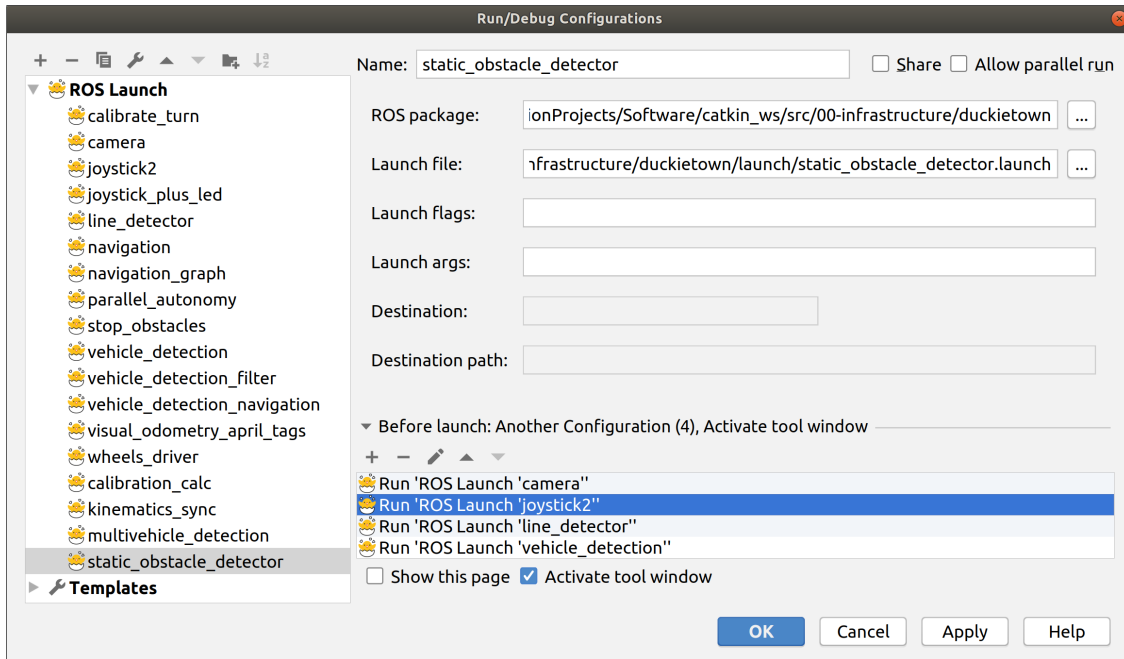 Run/Debug Configurations
Name: static_obstacle_detector Share Allow parallel run
ROS Launch
calibrate_turn
camera
joystick2
joystick_plus_led
line_detector
navigation
navigation_graph
parallel_autonomy
stop_obstacles
vehicle_detection
vehicle_detection_filter
vehicle_detection_navigation
visual_odometry_april_tags
wheels_driver
calibration_calc
kinematics_sync
multivehicle_detection
static_obstacle_detector
Templates
ROS package: ionProjects/Software/catkin_ws/src/00-infrastructure/duckietown ...
Launch file: nfrastructure/duckietown/launch/static_obstacle_detector.launch ...
Launch flags:
Launch args:
Destination:
Destination path:
Before launch: Another Configuration (4), Activate tool window
Run 'ROS Launch 'camera''
Run 'ROS Launch 'joystick2''
Run 'ROS Launch 'line_detector''
Run 'ROS Launch 'vehicle_detection''
Show this page Activate tool window
OK Cancel Apply Help